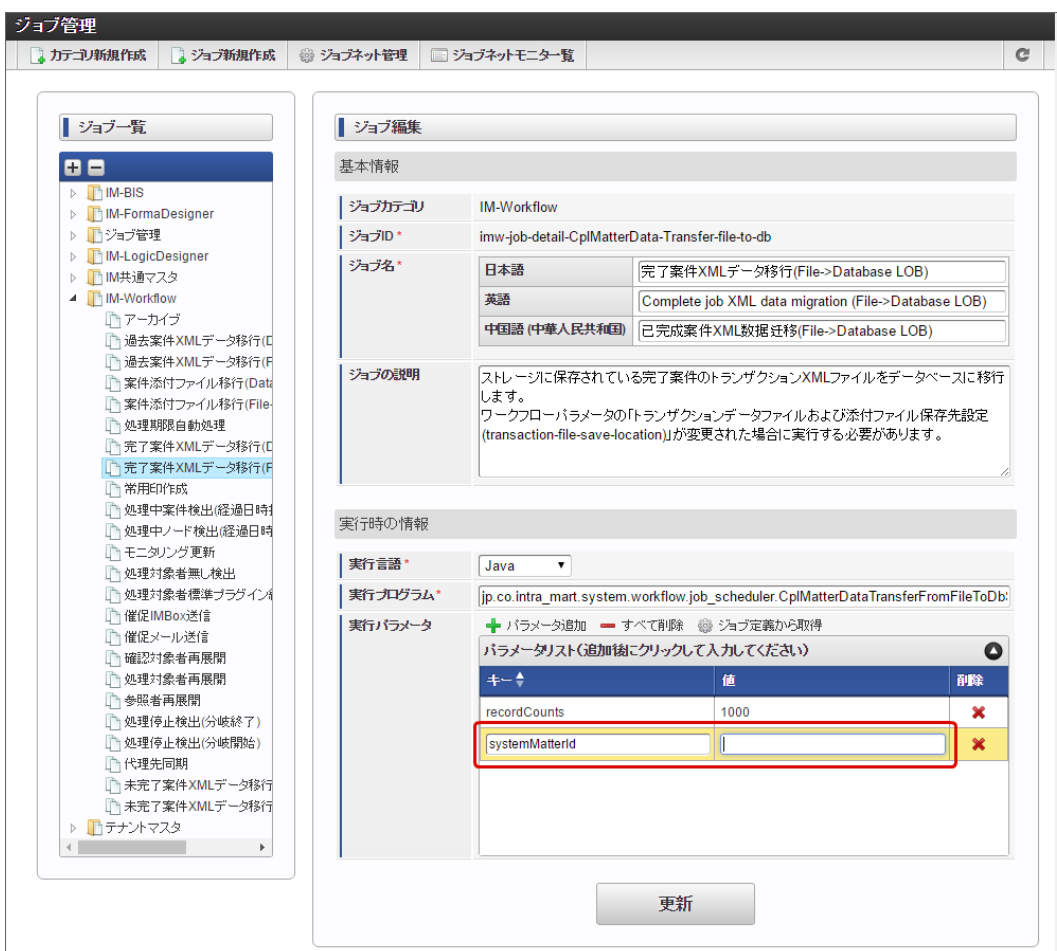 ジョブ管理
カテゴリ新規作成 ジョブ新規作成 ジョブネット管理 ジョブネットモニター覧
ジョブ一覧
IM-BIS
IM-FormaDesigner
ジョブ管理
IM-LogicDesigner
IM共通マスタ
IM-Workflow
アーカイブ
過去案件XMLデータ移行(D
過去案件XMLデータ移行(F
案件添付ファイル移行(Data
案件添付ファイル移行(File-
処理期限自動処理
完了案件XMLデータ移行(D
完了案件XMLデータ移行(F
常用印作成
処理中案件検出(経過日時
処理中ノード検出(経過日時
モニタリング更新
処理対象者無し検出
処理対象者標準プラグイン
催促IMBox送信
催促メール送信
確認対象者再展開
処理対象者再展開
参照者再展開
処理停止検出(分岐終了)
処理停止検出(分岐開始)
代理先同期
未完了案件XMLデータ移行
未完了案件XMLデータ移行
テナントマスタ
ジョブ編集
基本情報
ジョブカテゴリ IM-Workflow
ジョブID * imw-job-detail-CplMatterData-Transfer-file-to-db
ジョブ名 * 日本語 完了案件XMLデータ移行(File->Database LOB)
英語 Complete job XML data migration (File->Database LOB)
中国語 (中華人民共和国) 已完成案件XML数据迁移(File->Database LOB)
ジョブの説明 ストレージに保存されている完了案件のトランザクションXMLファイルをデータベースに移行
します。
ワークフローパラメータの「トランザクションデータファイルおよび添付ファイル保存先設定
(transaction-file-save-location)」が変更された場合に実行する必要があります。
実行時の情報
実行言語 * Java
実行プログラム * jp.co.intra_mart.system.workflow.job_scheduler.CplMatterDataTransferFromFileToDb
実行パラメータ パラメータ追加 すべて削除 ジョブ定義から取得
パラメータリスト(追加後にクリックして入力してください)
キー 値 削除
recordCounts 1000
systemMatterId
更新